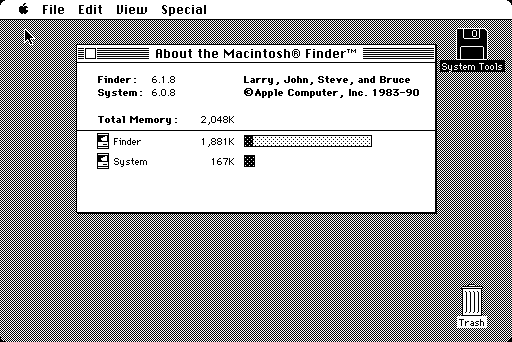 File Edit View Special
About the Macintosh® Finder™
Finder: 6.1.8 Larry, John, Steve, and Bruce
System: 6.0.8 ©Apple Computer, Inc. 1983-90
Total Memory: 2,048K
Finder 1,881K
System 167K
System Tools
Trash